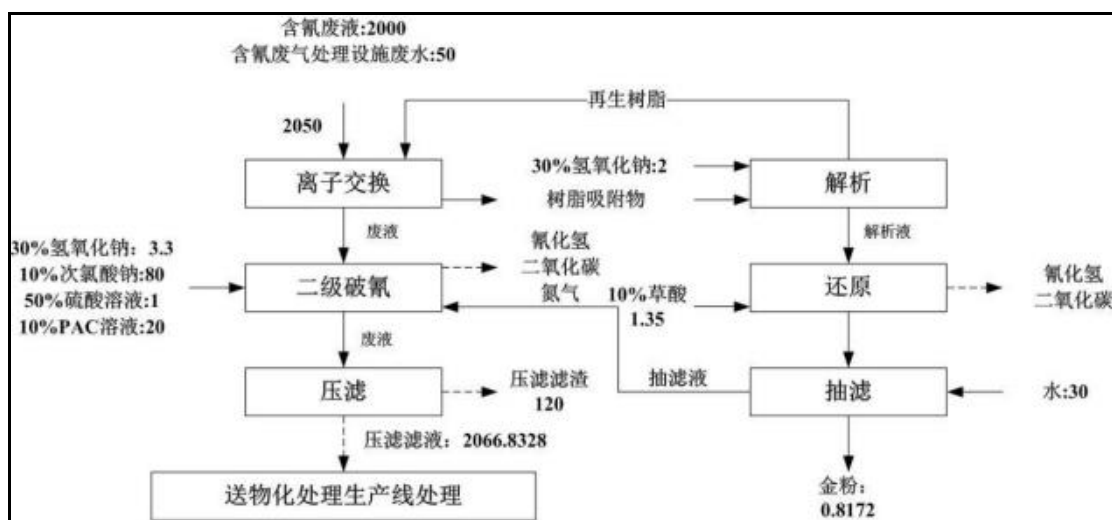 含氰废液:2000
含氰废气处理设施废水:50
再生树脂
2050
离子交换
30%氢氧化钠:2
树脂吸附物
解析
废液
解析液
30%氢氧化钠：3.3
10%次氯酸钠:80
50%硫酸溶液:1
10%PAC溶液:20
二级破氰
氰化氢
二氧化碳
氮气
10%草酸
1.35
还原
氰化氢
二氧化碳
废液
压滤
压滤滤渣
120
抽滤液
抽滤
水:30
压滤滤液：2066.8328
送物化处理生产线处理
金粉：
0.8172